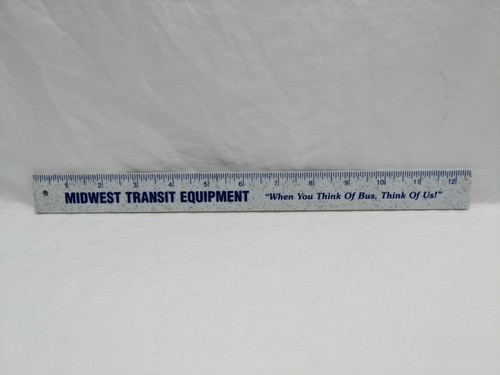 1 2 3 4 5 6 7 8 9 10 11 12
MIDWEST TRANSIT EQUIPMENT "When You Think Of Bus, Think Of Us!"